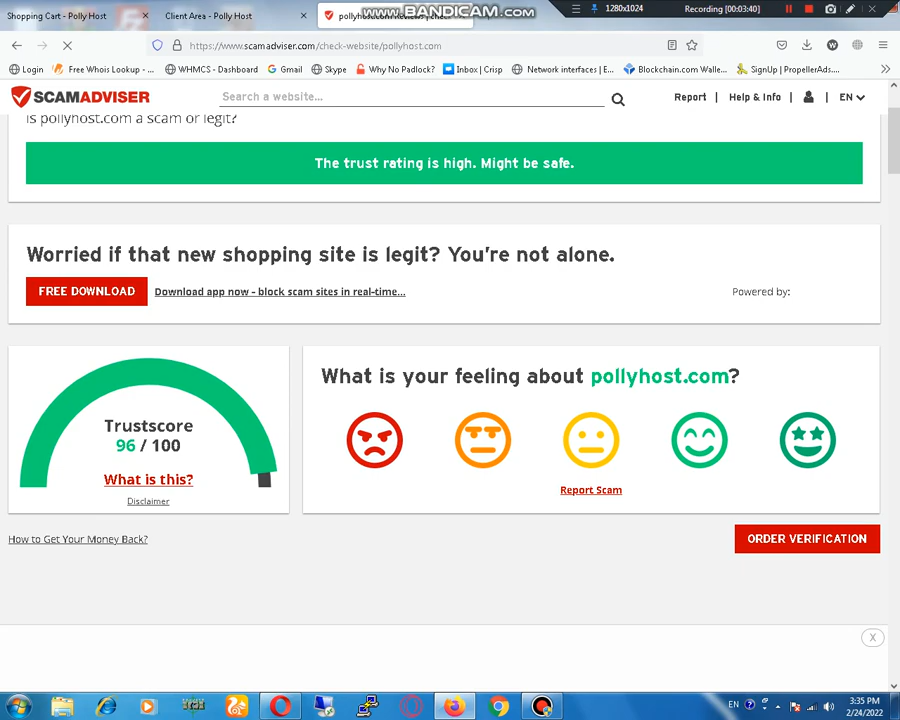 Shopping Cart - Polly Host
Client Area - Polly Host
WWW.BANDICAM.COM
1280x1024
Recording [00:03:40]
https://www.scamadviser.com/check-website/pollyhost.com
Login
Free Whois Lookup - ...
WHMCS - Dashboard
Gmail
Skype
Why No Padlock?
Inbox | Crisp
Network interfaces | E...
Blockchain.com Walle...
SignUp | PropellerAds....
SCAMADVISER
Search a website...
Report
Help & Info
EN
Is pollyhost.com a scam or legit?
The trust rating is high. Might be safe.
Worried if that new shopping site is legit? You're not alone.
FREE DOWNLOAD
Download app now - block scam sites in real-time...
Powered by:
Trustscore
96 / 100
What is this?
Disclaimer
What is your feeling about pollyhost.com?
Report Scam
How to Get Your Money Back?
ORDER VERIFICATION
X
EN
3:35 PM
2/24/2022